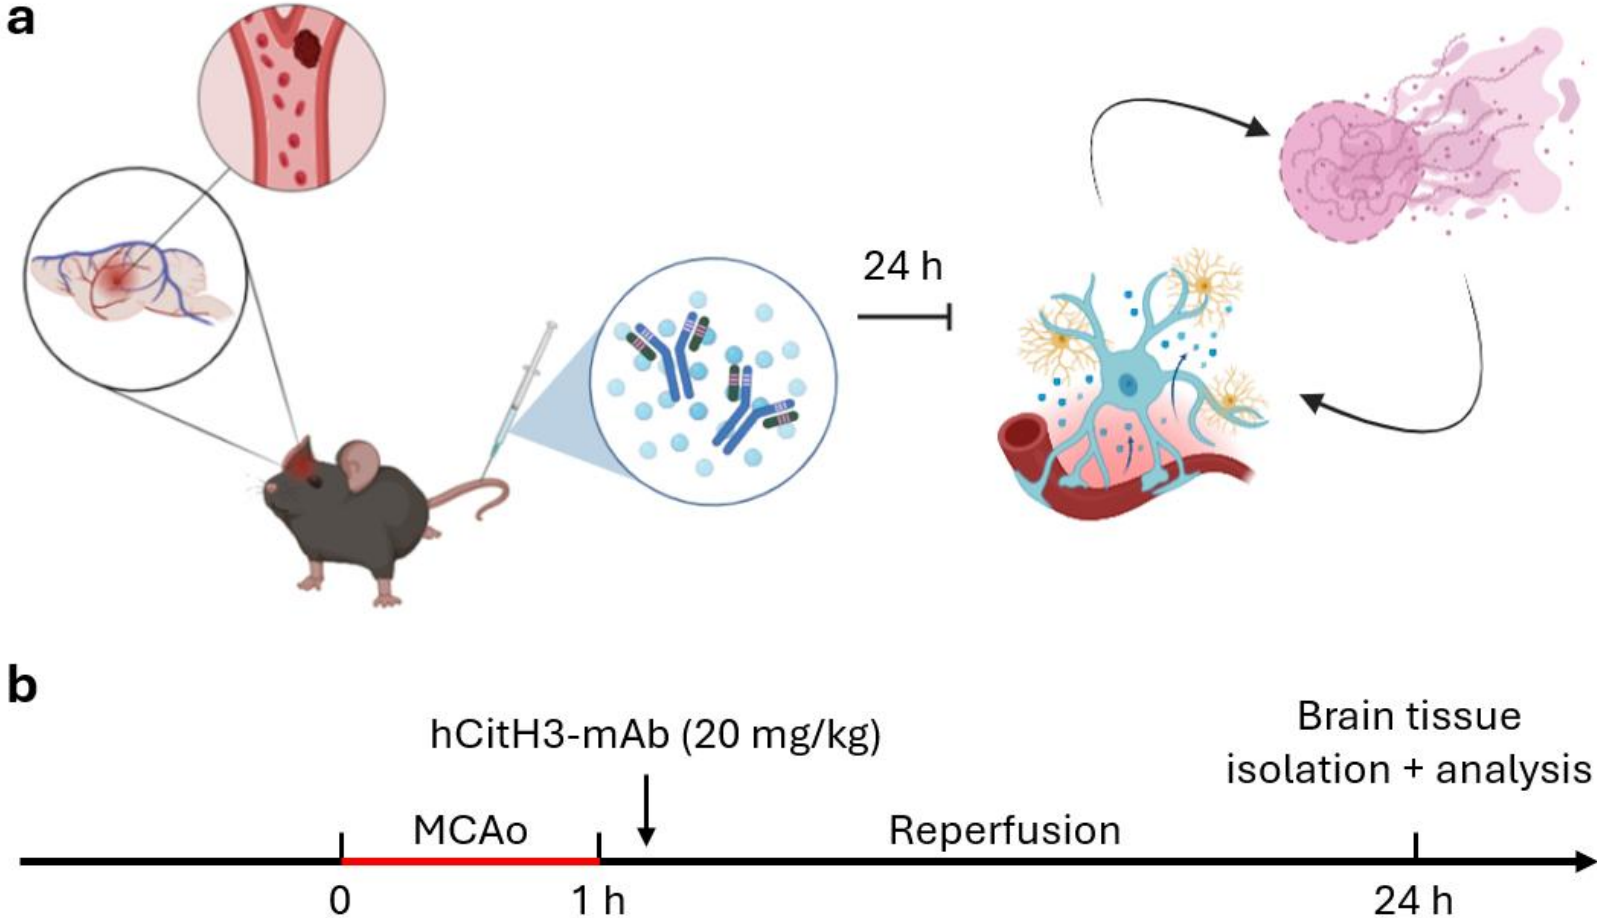 a
24 h
b
hCitH3-mAb (20 mg/kg)
Brain tissue
isolation + analysis
MCAo
Reperfusion
0
1 h
24 h